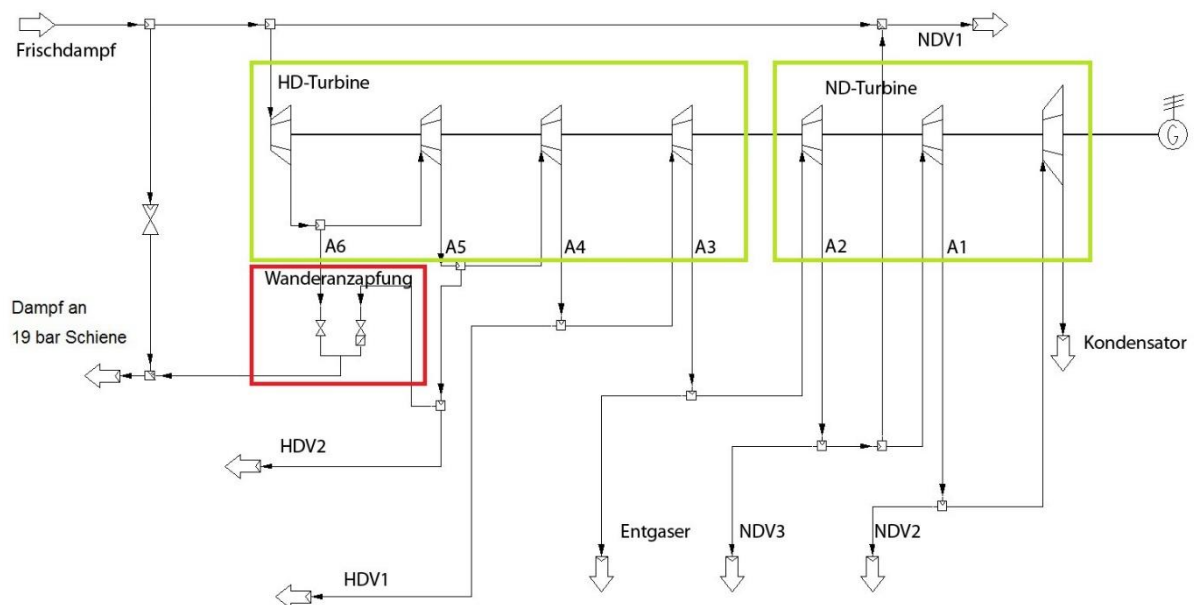 Frischdampf
NDV1
HD-Turbine
ND-Turbine
G
A6
A5
A4
A3
A2
A1
Wanderanzapfung
Dampf an
19 bar Schiene
Kondensator
HDV2
Entgaser
NDV3
NDV2
HDV1